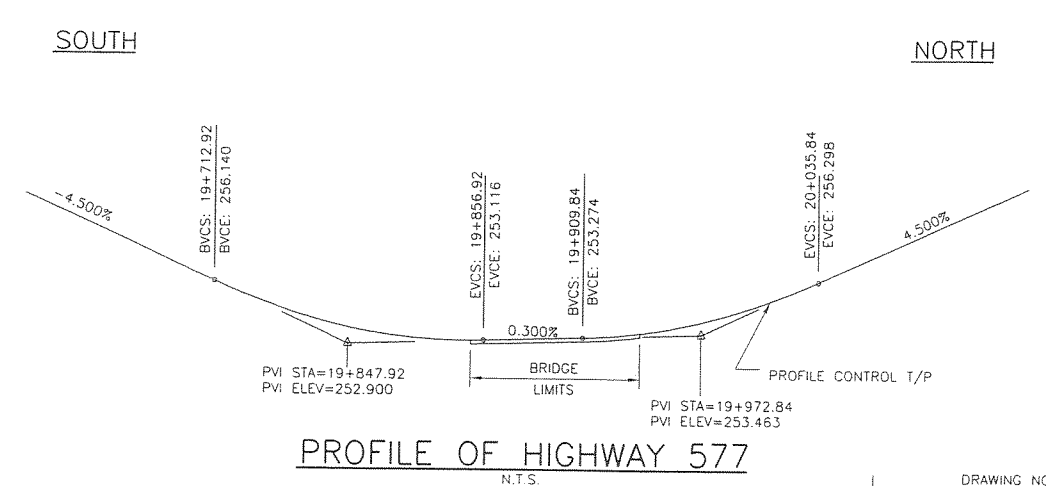 SOUTH
NORTH
-4.500%
BVCS: 19+712.92
BVCE: 256.140
EVCS: 19+856.92
EVCE: 253.116
BVCS: 19+909.84
BVCE: 253.274
EVCS: 20+035.84
EVCE: 256.298
4.500%
0.300%
PVI STA=19+847.92
PVI ELEV=252.900
BRIDGE
LIMITS
PROFILE CONTROL T/P
PVI STA=19+972.84
PVI ELEV=253.463
PROFILE OF HIGHWAY 577
N.T.S.
DRAWING NO